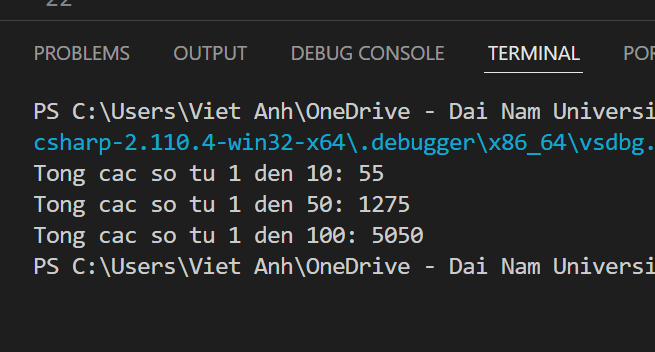 22
PROBLEMS OUTPUT DEBUG CONSOLE TERMINAL
PS C:\Users\Viet Anh\OneDrive - Dai Nam Universi
csharp-2.110.4-win32-x64\.debugger\x86_64\vsdbg.
Tong cac so tu 1 den 10: 55
Tong cac so tu 1 den 50: 1275
Tong cac so tu 1 den 100: 5050
PS C:\Users\Viet Anh\OneDrive - Dai Nam Universi